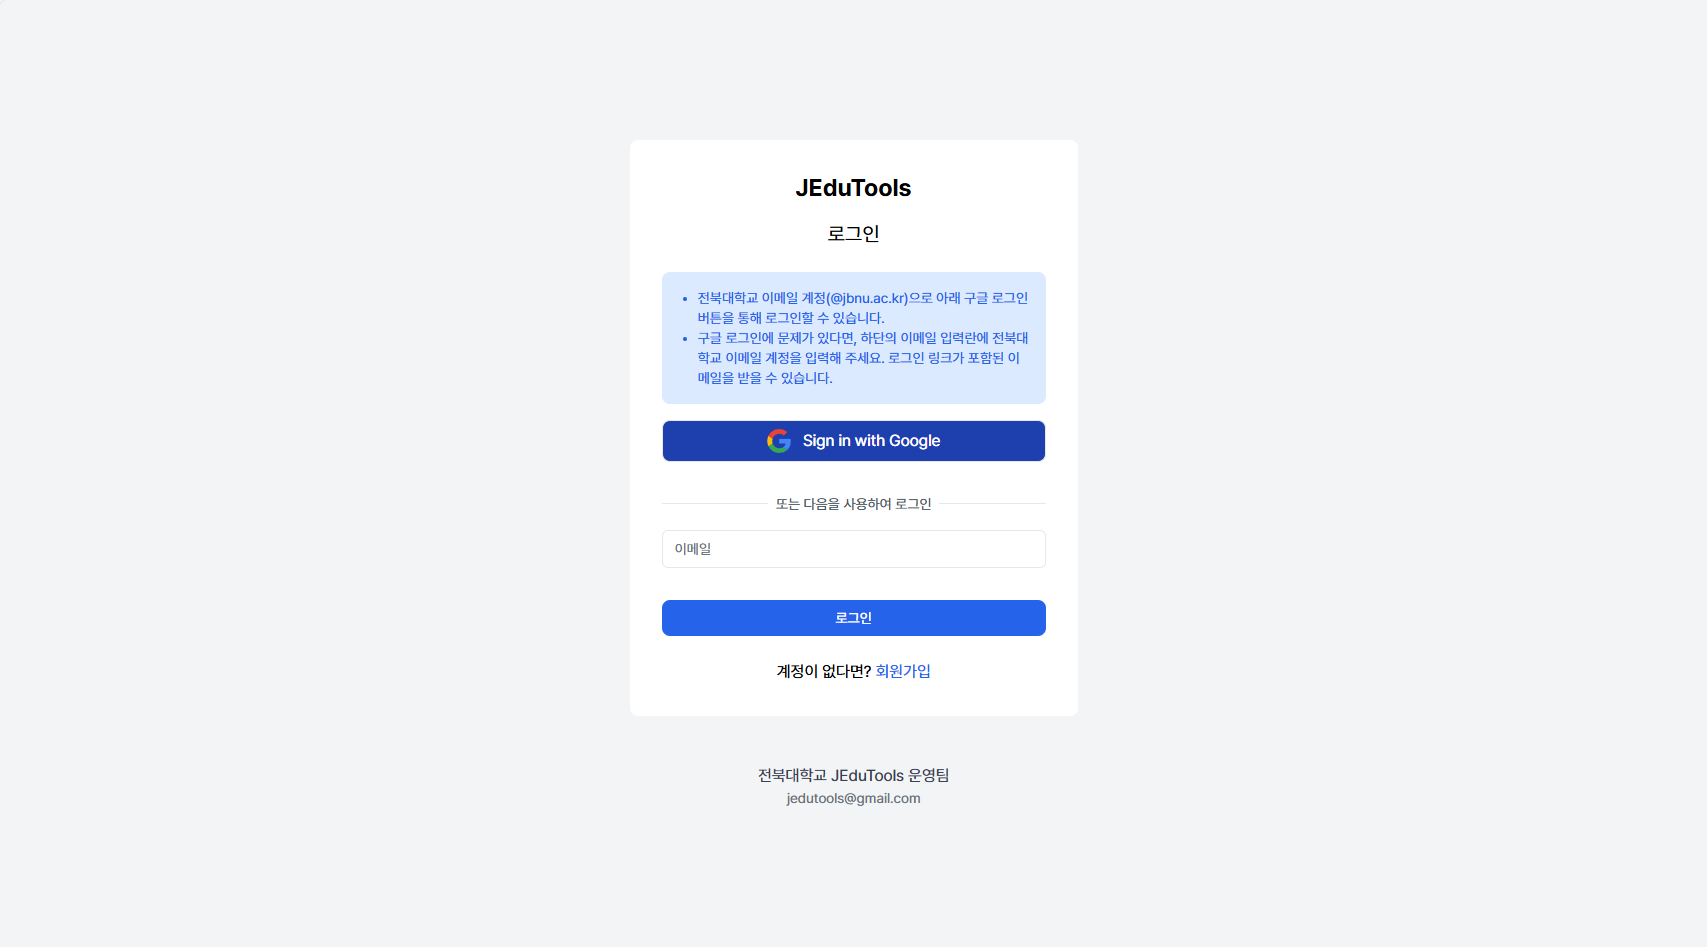 JEduTools
로그인
• 전북대학교 이메일 계정(@jbnu.ac.kr)으로 아래 구글 로그인
버튼을 통해 로그인할 수 있습니다.
• 구글 로그인에 문제가 있다면, 하단의 이메일 입력란에 전북대
학교 이메일 계정을 입력해 주세요. 로그인 링크가 포함된 이
메일을 받을 수 있습니다.
Sign in with Google
또는 다음을 사용하여 로그인
이메일
로그인
계정이 없다면? 회원가입
전북대학교 JEduTools 운영팀
jedutools@gmail.com